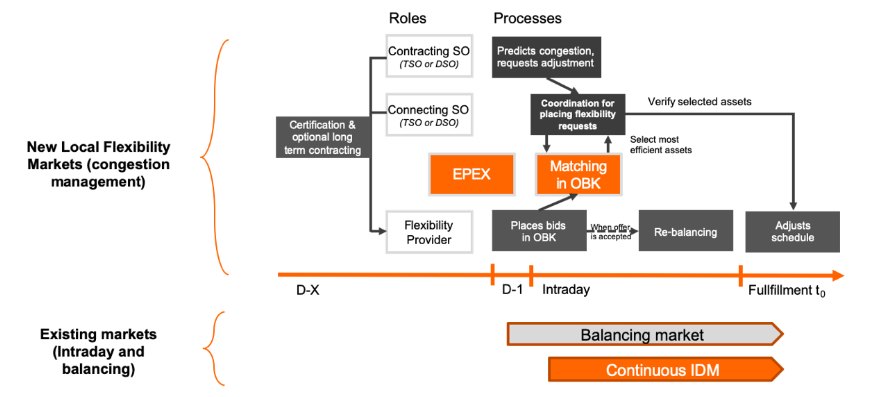 Roles
Processes
Contracting SO
(TSO or DSO)
Predicts congestion,
requests adjustment
Connecting SO
(TSO or DSO)
Coordination for
placing flexibility
requests
Verify selected assets
Certification &
optional long
term contracting
Select most
efficient assets
New Local Flexibility
Markets (congestion
management)
EPEX
Matching
in OBK
Flexibility
Provider
Places bids
in OBK
When offer
is accepted
Re-balancing
Adjusts
schedule
D-X
D-1
Intraday
Fullfillment t0
Existing markets
(Intraday and
balancing)
Balancing market
Continuous IDM